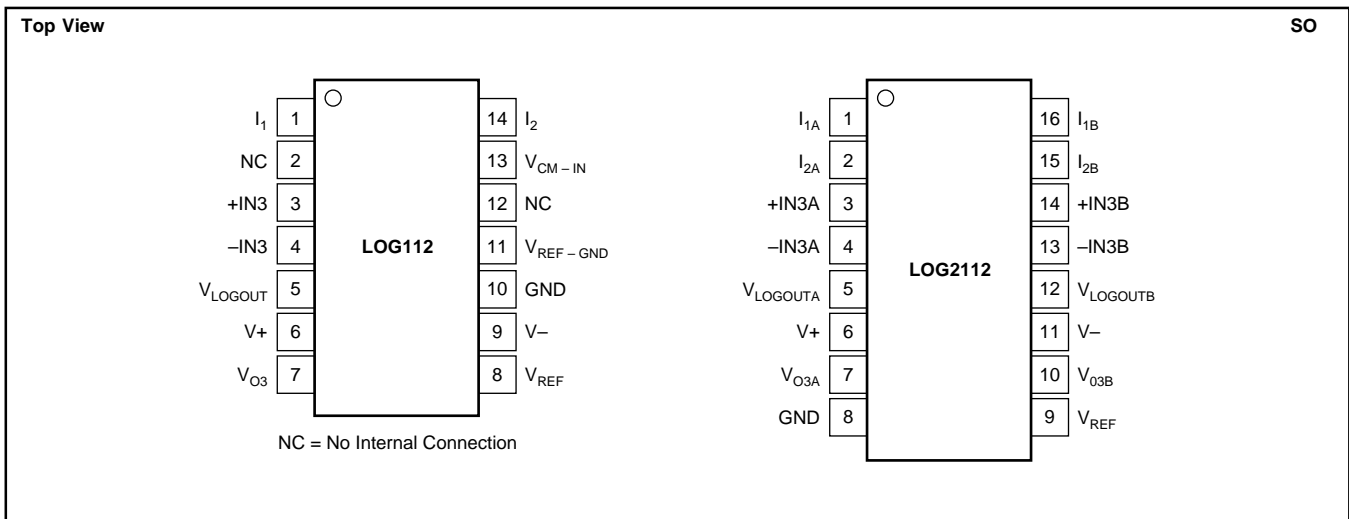 Top View SO
I1 1 14 I2
NC 2 13 VCM – IN
+IN3 3 12 NC
–IN3 4 LOG112 11 VREF – GND
VLOGOUT 5 10 GND
V+ 6 9 V–
VO3 7 8 VREF
NC = No Internal Connection
I1A 1 16 I1B
I2A 2 15 I2B
+IN3A 3 14 +IN3B
–IN3A 4 13 –IN3B
LOG2112
VLOGOUTA 5 12 VLOGOUTB
V+ 6 11 V–
VO3A 7 10 V03B
GND 8 9 VREF